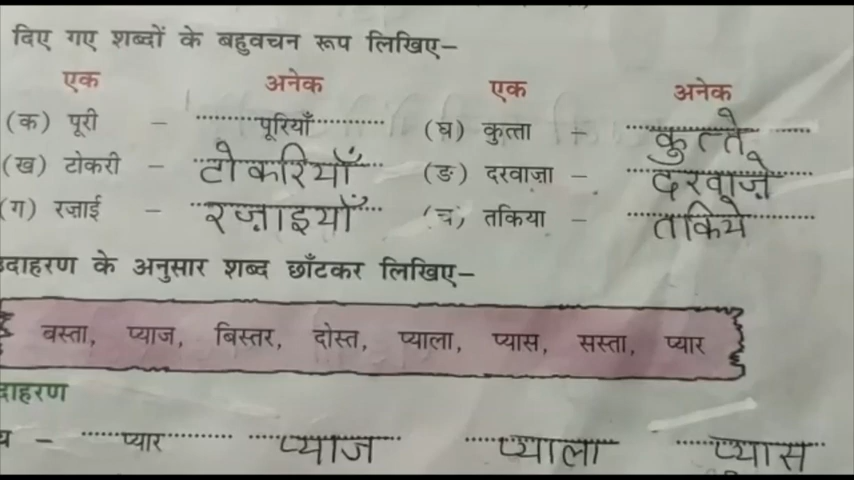 दिए गए शब्दों के बहुवचन रूप लिखिए–
एक अनेक एक अनेक
(क) पूरी – पूरियाँ (घ) कुत्ता – कुत्ते
(ख) टोकरी – टोकरियाँ (ङ) दरवाज़ा – दरवाज़े
(ग) रज़ाई – रज़ाइयाँ (च) तकिया – तकिये
उदाहरण के अनुसार शब्द छाँटकर लिखिए–
बस्ता, प्याज, बिस्तर, दोस्त, प्याला, प्यास, सस्ता, प्यार
दाहरण
य – प्यार प्याज प्याला प्यास